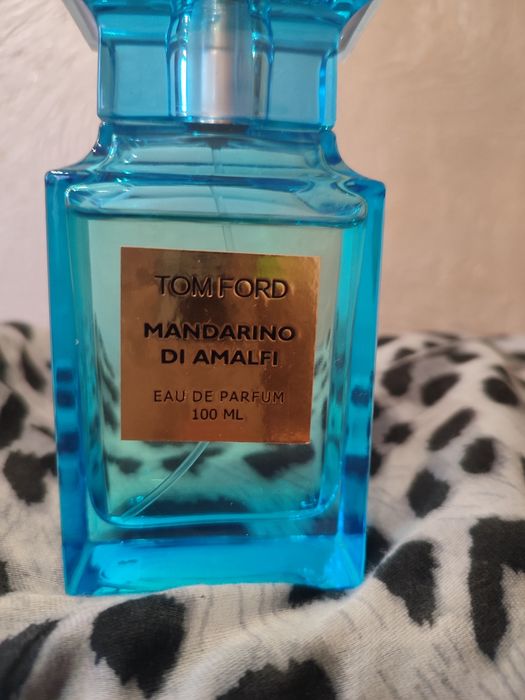 TOM FORD
MANDARINO
DI AMALFI
EAU DE PARFUM
100 ML